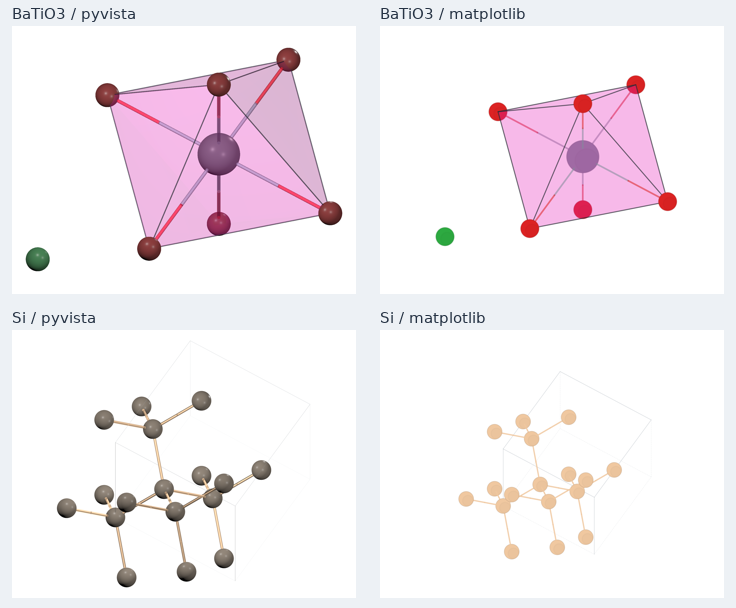 BaTiO3 / pyvista
BaTiO3 / matplotlib
Si / pyvista
Si / matplotlib